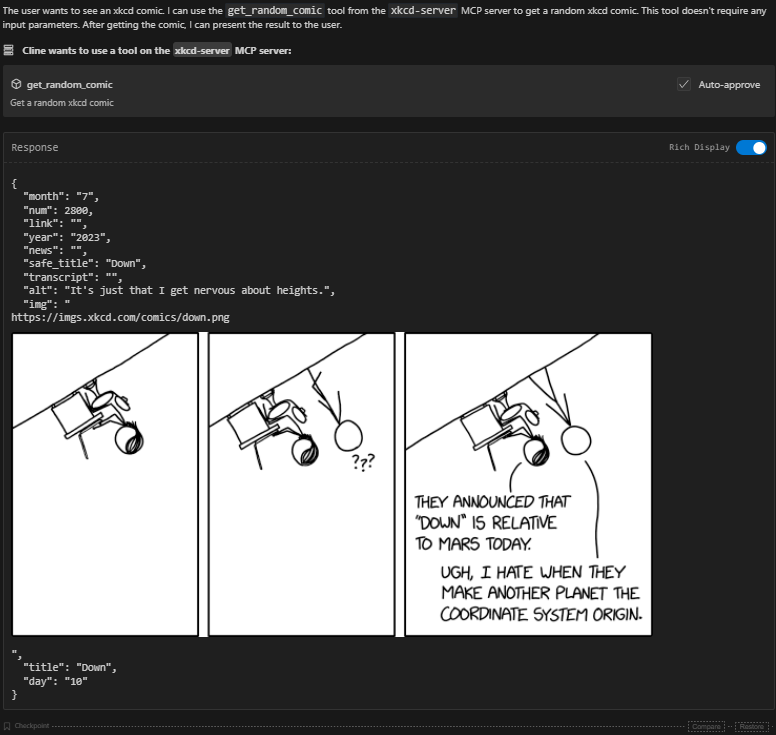 The user wants to see an xkcd comic. I can use the get_random_comic tool from the xkcd-server MCP server to get a random xkcd comic. This tool doesn't require any
input parameters. After getting the comic, I can present the result to the user.
Cline wants to use a tool on the xkcd-server MCP server:
get_random_comic
Auto-approve
Get a random xkcd comic
Response
Rich Display
{
"month": "7",
"num": 2800,
"link": "",
"year": "2023",
"news": "",
"safe_title": "Down",
"transcript": "",
"alt": "It's just that I get nervous about heights.",
"img": "
https://imgs.xkcd.com/comics/down.png
???
THEY ANNOUNCED THAT
"DOWN" IS RELATIVE
TO MARS TODAY.
UGH, I HATE WHEN THEY
MAKE ANOTHER PLANET THE
COORDINATE SYSTEM ORIGIN.
",
"title": "Down",
"day": "10"
}
Checkpoint
Compare
Restore